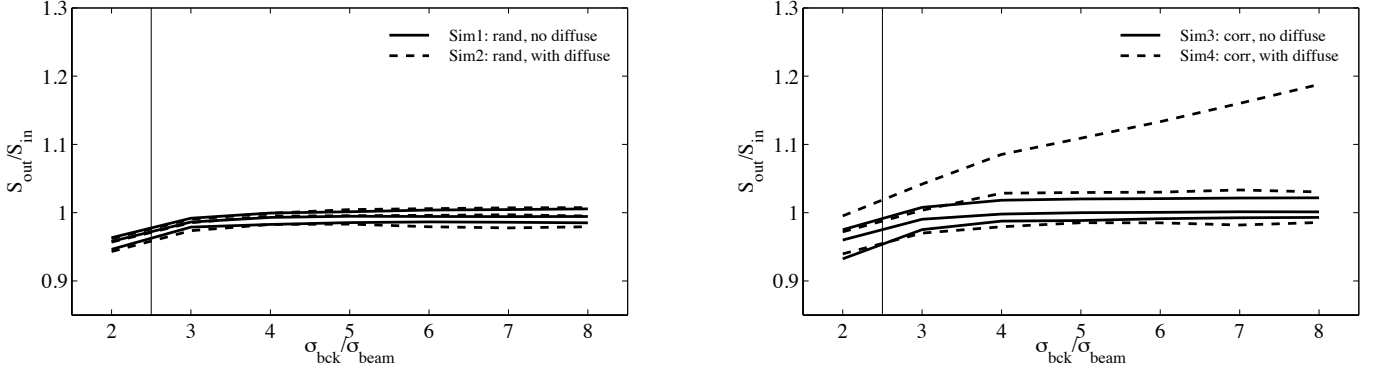 1.3
1.2
1.1
1
0.9
S_out/S_in
Sim1: rand, no diffuse
Sim2: rand, with diffuse
2 3 4 5 6 7 8
σ_bck/σ_beam
1.3
1.2
1.1
1
0.9
S_out/S_in
Sim3: corr, no diffuse
Sim4: corr, with diffuse
2 3 4 5 6 7 8
σ_bck/σ_beam